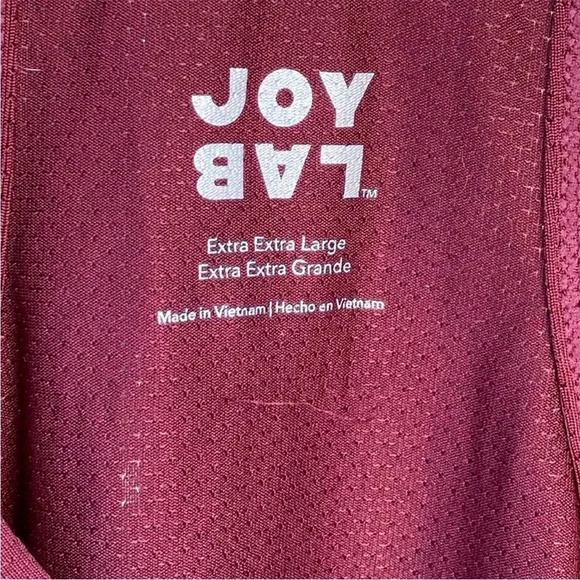 JOY
LAB™
Extra Extra Large
Extra Extra Grande
Made in Vietnam | Hecho en Vietnam